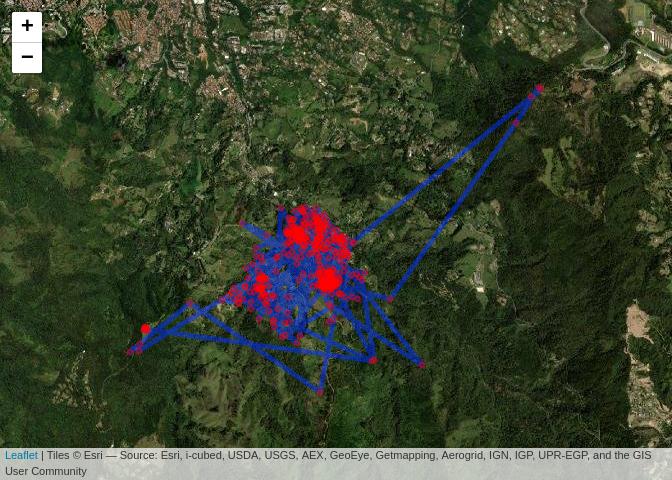 +
−
Leaflet | Tiles © Esri — Source: Esri, i-cubed, USDA, USGS, AEX, GeoEye, Getmapping, Aerogrid, IGN, IGP, UPR-EGP, and the GIS
User Community